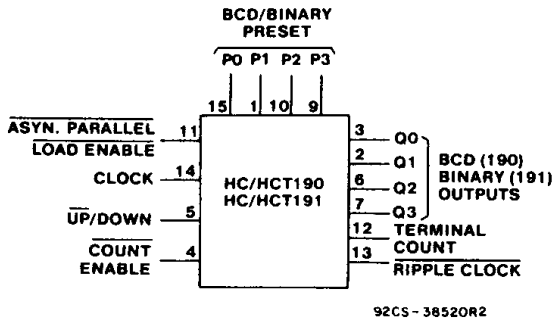 BCD/BINARY
PRESET
P0 P1 P2 P3
15 1 10 9
ASYN. PARALLEL
LOAD ENABLE
11
CLOCK
14
UP/DOWN
5
COUNT
ENABLE
4
HC/HCT190
HC/HCT191
3 Q0
2 Q1
6 Q2
7 Q3
BCD (190)
BINARY (191)
OUTPUTS
12 TERMINAL
COUNT
13 RIPPLE CLOCK
92CS-38520R2